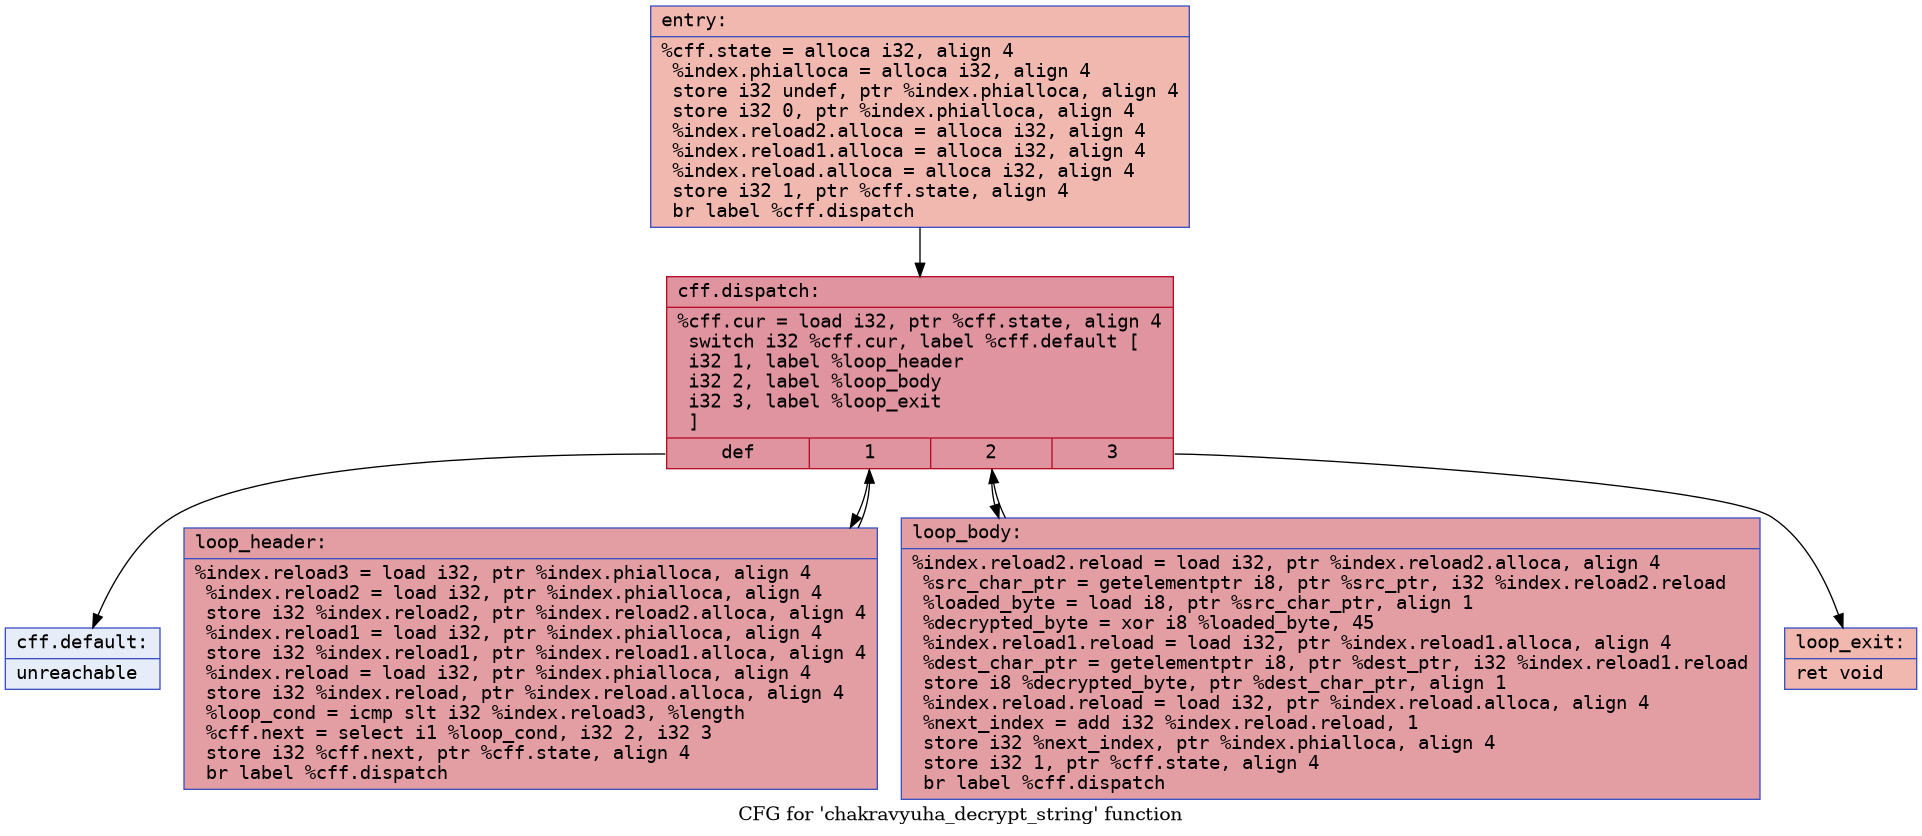 entry:
%cff.state = alloca i32, align 4
%index.phialloca = alloca i32, align 4
store i32 undef, ptr %index.phialloca, align 4
store i32 0, ptr %index.phialloca, align 4
%index.reload2.alloca = alloca i32, align 4
%index.reload1.alloca = alloca i32, align 4
%index.reload.alloca = alloca i32, align 4
store i32 1, ptr %cff.state, align 4
br label %cff.dispatch
cff.dispatch:
%cff.cur = load i32, ptr %cff.state, align 4
switch i32 %cff.cur, label %cff.default [
i32 1, label %loop_header
i32 2, label %loop_body
i32 3, label %loop_exit
]
def 1 2 3
cff.default:
unreachable
loop_header:
%index.reload3 = load i32, ptr %index.phialloca, align 4
%index.reload2 = load i32, ptr %index.phialloca, align 4
store i32 %index.reload2, ptr %index.reload2.alloca, align 4
%index.reload1 = load i32, ptr %index.phialloca, align 4
store i32 %index.reload1, ptr %index.reload1.alloca, align 4
%index.reload = load i32, ptr %index.phialloca, align 4
store i32 %index.reload, ptr %index.reload.alloca, align 4
%loop_cond = icmp slt i32 %index.reload3, %length
%cff.next = select i1 %loop_cond, i32 2, i32 3
store i32 %cff.next, ptr %cff.state, align 4
br label %cff.dispatch
loop_body:
%index.reload2.reload = load i32, ptr %index.reload2.alloca, align 4
%src_char_ptr = getelementptr i8, ptr %src_ptr, i32 %index.reload2.reload
%loaded_byte = load i8, ptr %src_char_ptr, align 1
%decrypted_byte = xor i8 %loaded_byte, 45
%index.reload1.reload = load i32, ptr %index.reload1.alloca, align 4
%dest_char_ptr = getelementptr i8, ptr %dest_ptr, i32 %index.reload1.reload
store i8 %decrypted_byte, ptr %dest_char_ptr, align 1
%index.reload.reload = load i32, ptr %index.reload.alloca, align 4
%next_index = add i32 %index.reload.reload, 1
store i32 %next_index, ptr %index.phialloca, align 4
store i32 1, ptr %cff.state, align 4
br label %cff.dispatch
loop_exit:
ret void
CFG for 'chakravyuha_decrypt_string' function